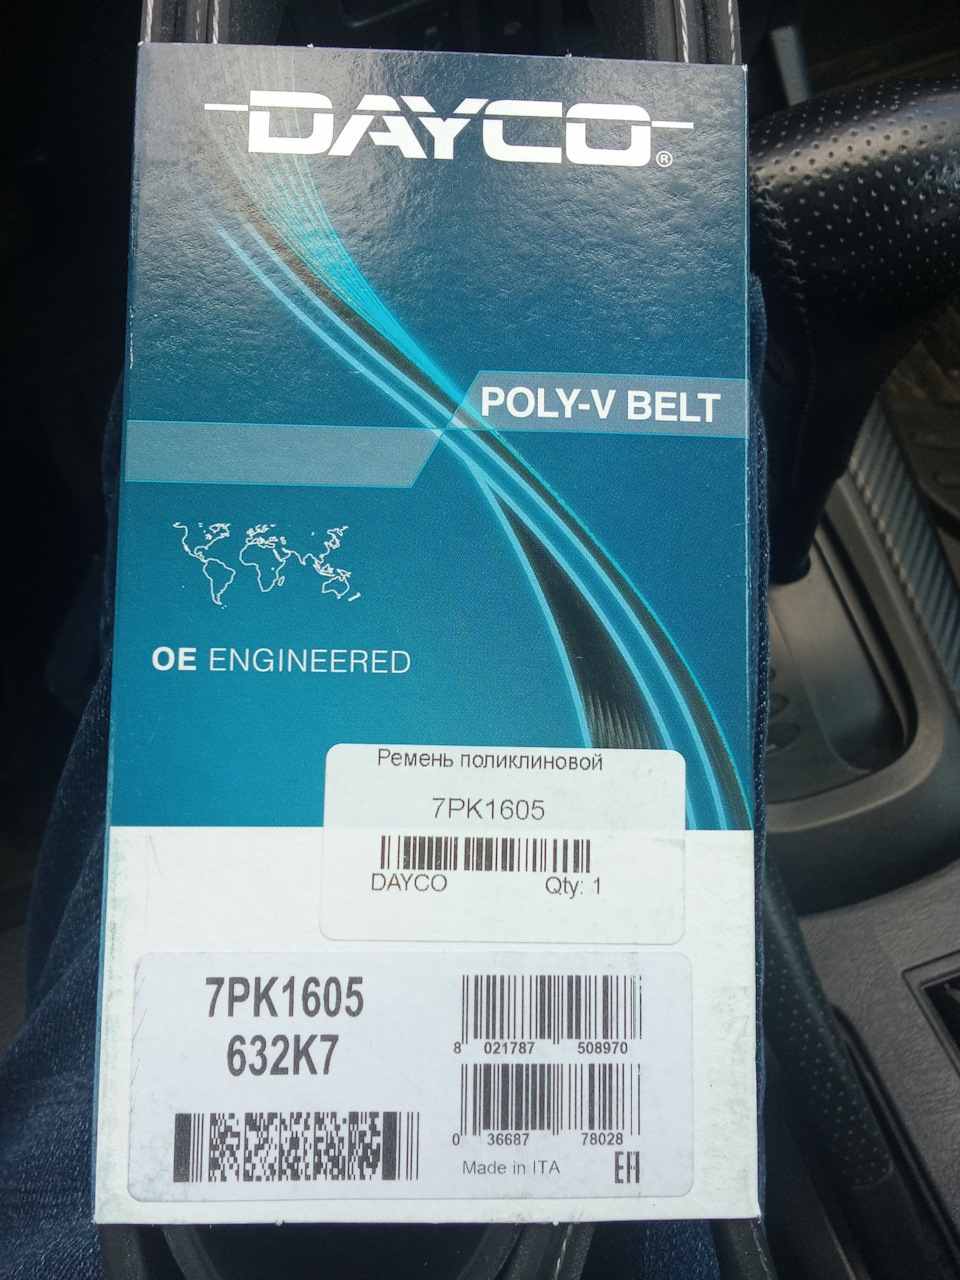 DAYCO®
POLY-V BELT
OE ENGINEERED
Ремень поликлиновой
7PK1605
DAYCO Qty: 1
7PK1605
632K7
8 021787 508970
0 36687 78028
Made in ITA